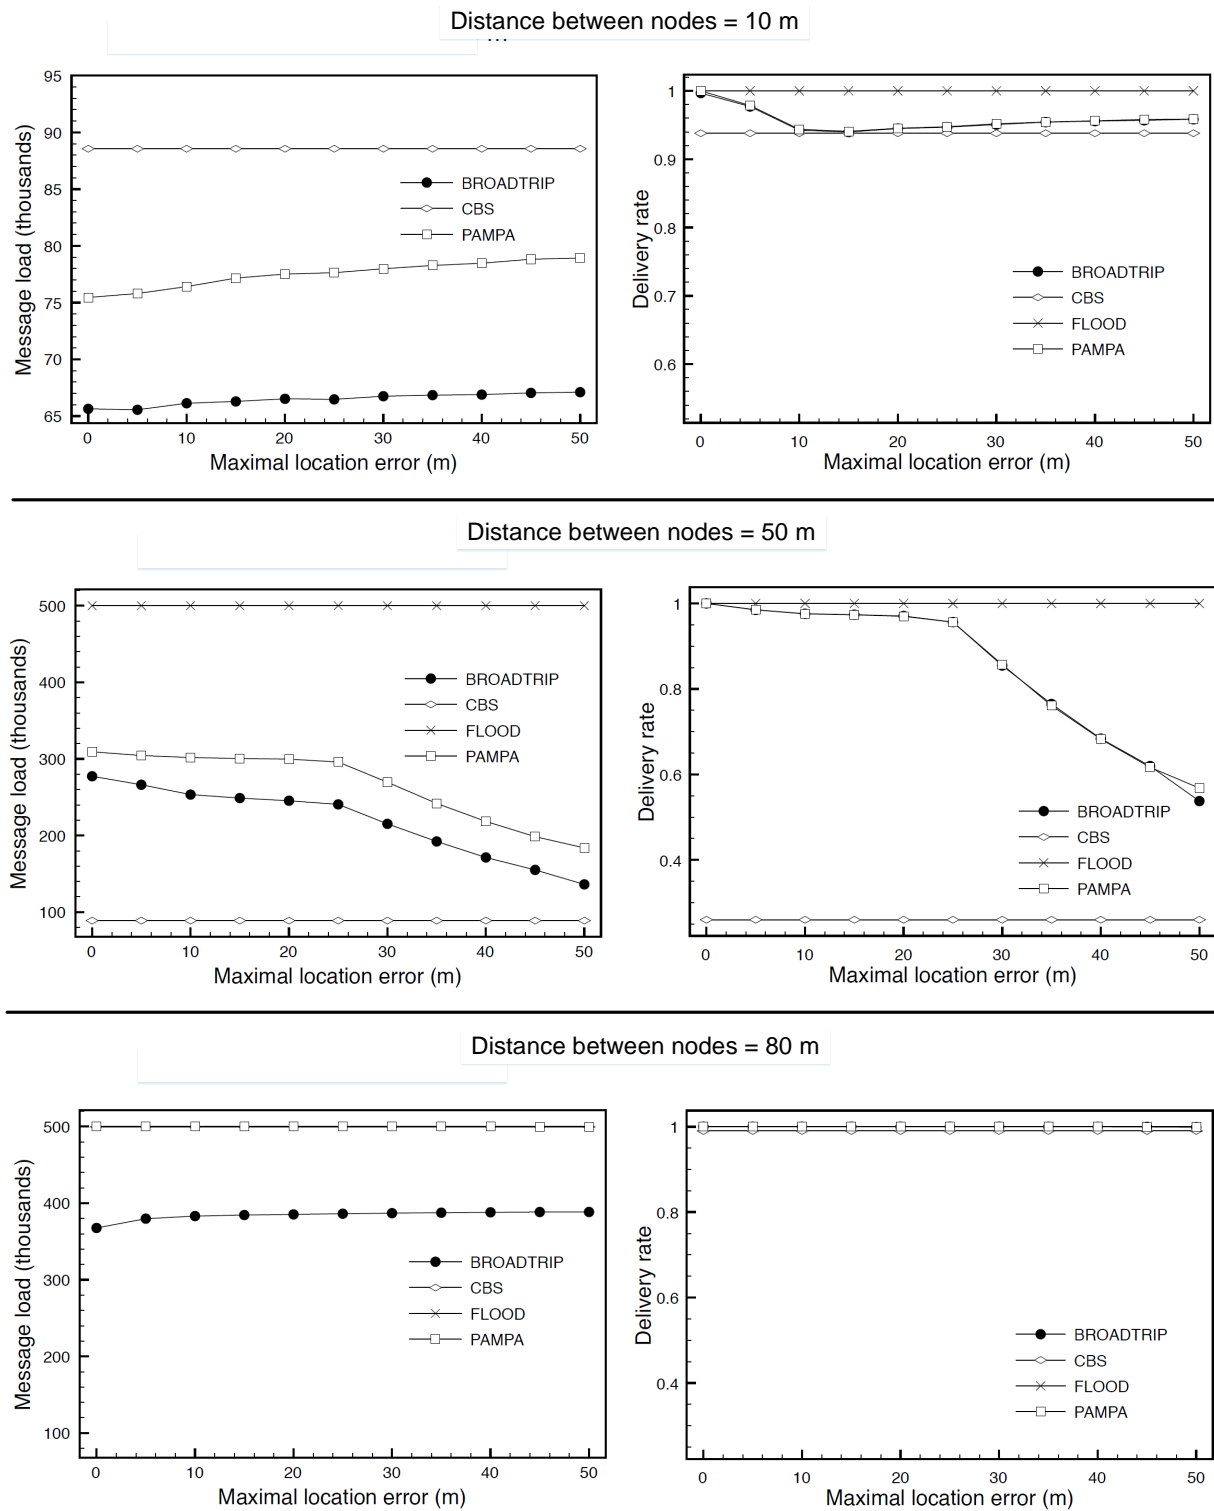 Distance between nodes = 10 m
95
90
85
80
75
70
65
Message load (thousands)
BROADTRIP
CBS
PAMPA
0 10 20 30 40 50
Maximal location error (m)
1
0.9
0.8
0.7
0.6
Delivery rate
BROADTRIP
CBS
FLOOD
PAMPA
0 10 20 30 40 50
Maximal location error (m)
Distance between nodes = 50 m
500
400
300
200
100
Message load (thousands)
BROADTRIP
CBS
FLOOD
PAMPA
0 10 20 30 40 50
Maximal location error (m)
1
0.8
0.6
0.4
Delivery rate
BROADTRIP
CBS
FLOOD
PAMPA
0 10 20 30 40 50
Maximal location error (m)
Distance between nodes = 80 m
500
400
300
200
100
Message load (thousands)
BROADTRIP
CBS
FLOOD
PAMPA
0 10 20 30 40 50
Maximal location error (m)
1
0.8
0.6
0.4
Delivery rate
BROADTRIP
CBS
FLOOD
PAMPA
0 10 20 30 40 50
Maximal location error (m)